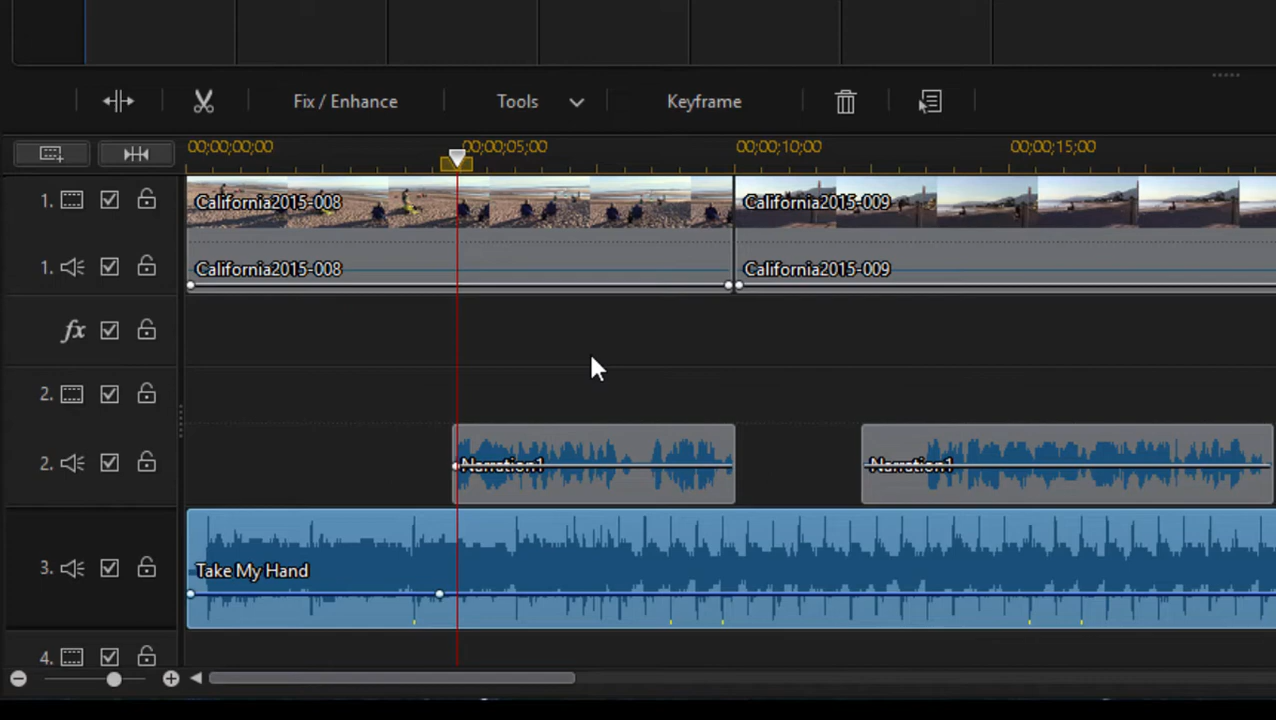 Fix / Enhance Tools Keyframe
00;00;00;00 00;00;05;00 00;00;10;00 00;00;15;00
1. California2015-008 California2015-009
1. California2015-008 California2015-009
fx
2.
2. Narration1 Narration1
3. Take My Hand
4.